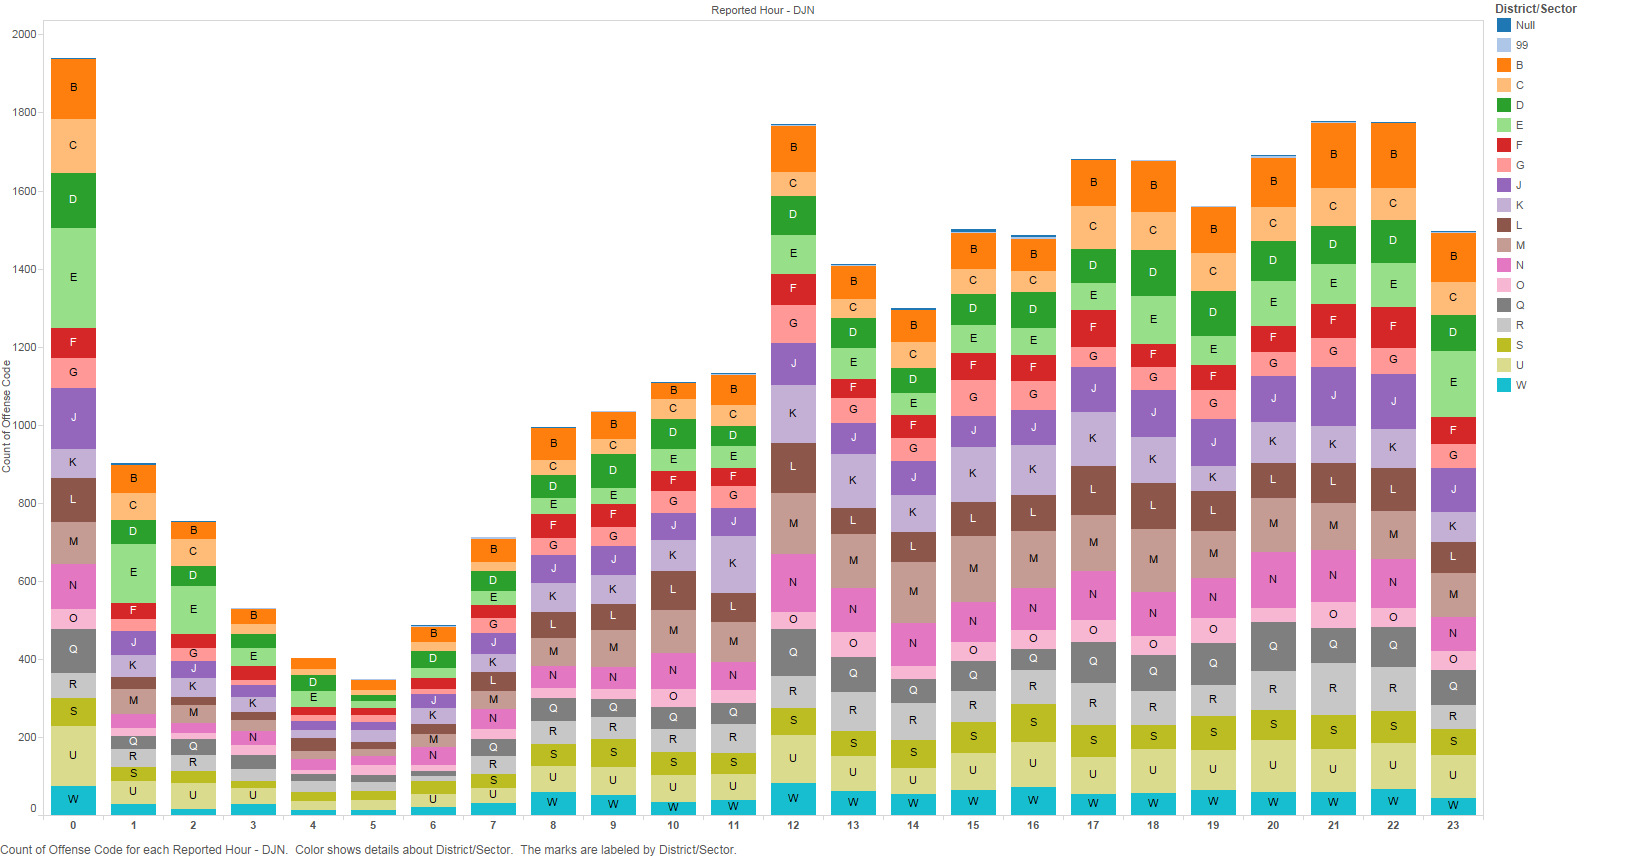 Reported Hour - DJN
District/Sector
Null
99
B
C
D
E
F
G
J
K
L
M
N
O
Q
R
S
U
W
Count of Offense Code
2000
1800
1600
1400
1200
1000
800
600
400
200
0
B C D E F G J K L M N O Q R S U W
B C D E F J K M Q R S U
B C D E G J K M Q R U
B E K N U
D E
B D J K M N U
B D E G J K L M N Q R S U
B C D E F G J K L M N Q R S U W
B C D E F G J K L M N Q R S U W
B C D E F G J K L M N O Q R S U W
B C D E F G J K L M N Q R S U W
B C D E F G J K L M N O Q R S U W
B C D E F G J K L M N O Q R S U W
B C D E F G J K L M N Q R S U W
B C D E F G J K L M N O Q R S U W
B C D E F G J K L M N O Q R S U W
B C D E F G J K L M N O Q R S U W
B C D E F G J K L M N O Q R S U W
B C D E F G J K L M N O Q R S U W
B C D E F G J K L M N O Q R S U W
B C D E F G J K L M N O Q R S U W
B C D E F G J K L M N O Q R S U W
B C D E F G J K L M N O Q R S U W
0 1 2 3 4 5 6 7 8 9 10 11 12 13 14 15 16 17 18 19 20 21 22 23
Count of Offense Code for each Reported Hour - DJN.  Color shows details about District/Sector.  The marks are labeled by District/Sector.